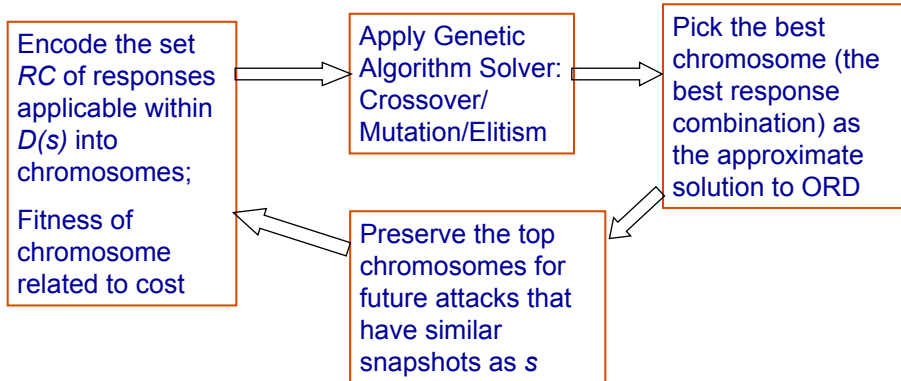 Encode the set
RC of responses
applicable within
D(s) into
chromosomes;
Fitness of
chromosome
related to cost
Apply Genetic
Algorithm Solver:
Crossover/
Mutation/Elitism
Pick the best
chromosome (the
best response
combination) as
the approximate
solution to ORD
Preserve the top
chromosomes for
future attacks that
have similar
snapshots as s